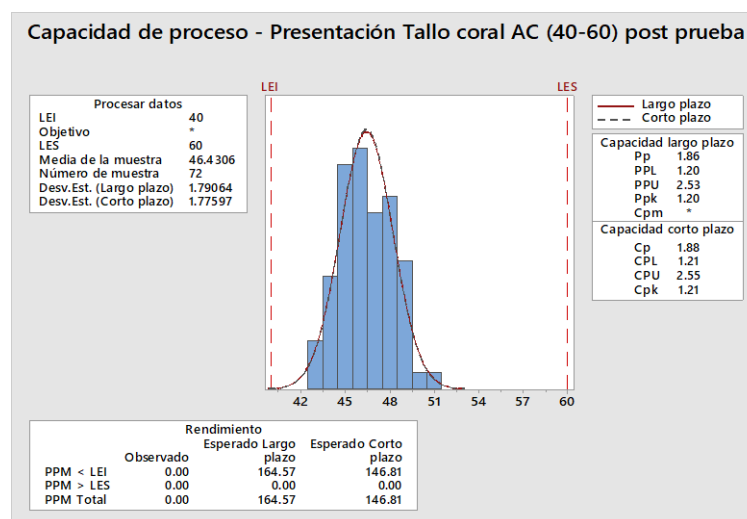 Capacidad de proceso - Presentación Tallo coral AC (40-60) post prueba
LEI LES
Procesar datos
LEI 40
Objetivo *
LES 60
Media de la muestra 46.4306
Número de muestra 72
Desv.Est. (Largo plazo) 1.79064
Desv.Est. (Corto plazo) 1.77597
Largo plazo
Corto plazo
Capacidad largo plazo
Pp 1.86
PPL 1.20
PPU 2.53
Ppk 1.20
Cpm *
Capacidad corto plazo
Cp 1.88
CPL 1.21
CPU 2.55
Cpk 1.21
42 45 48 51 54 57 60
Rendimiento
Esperado Largo Esperado Corto
Observado plazo plazo
PPM < LEI 0.00 164.57 146.81
PPM > LES 0.00 0.00 0.00
PPM Total 0.00 164.57 146.81